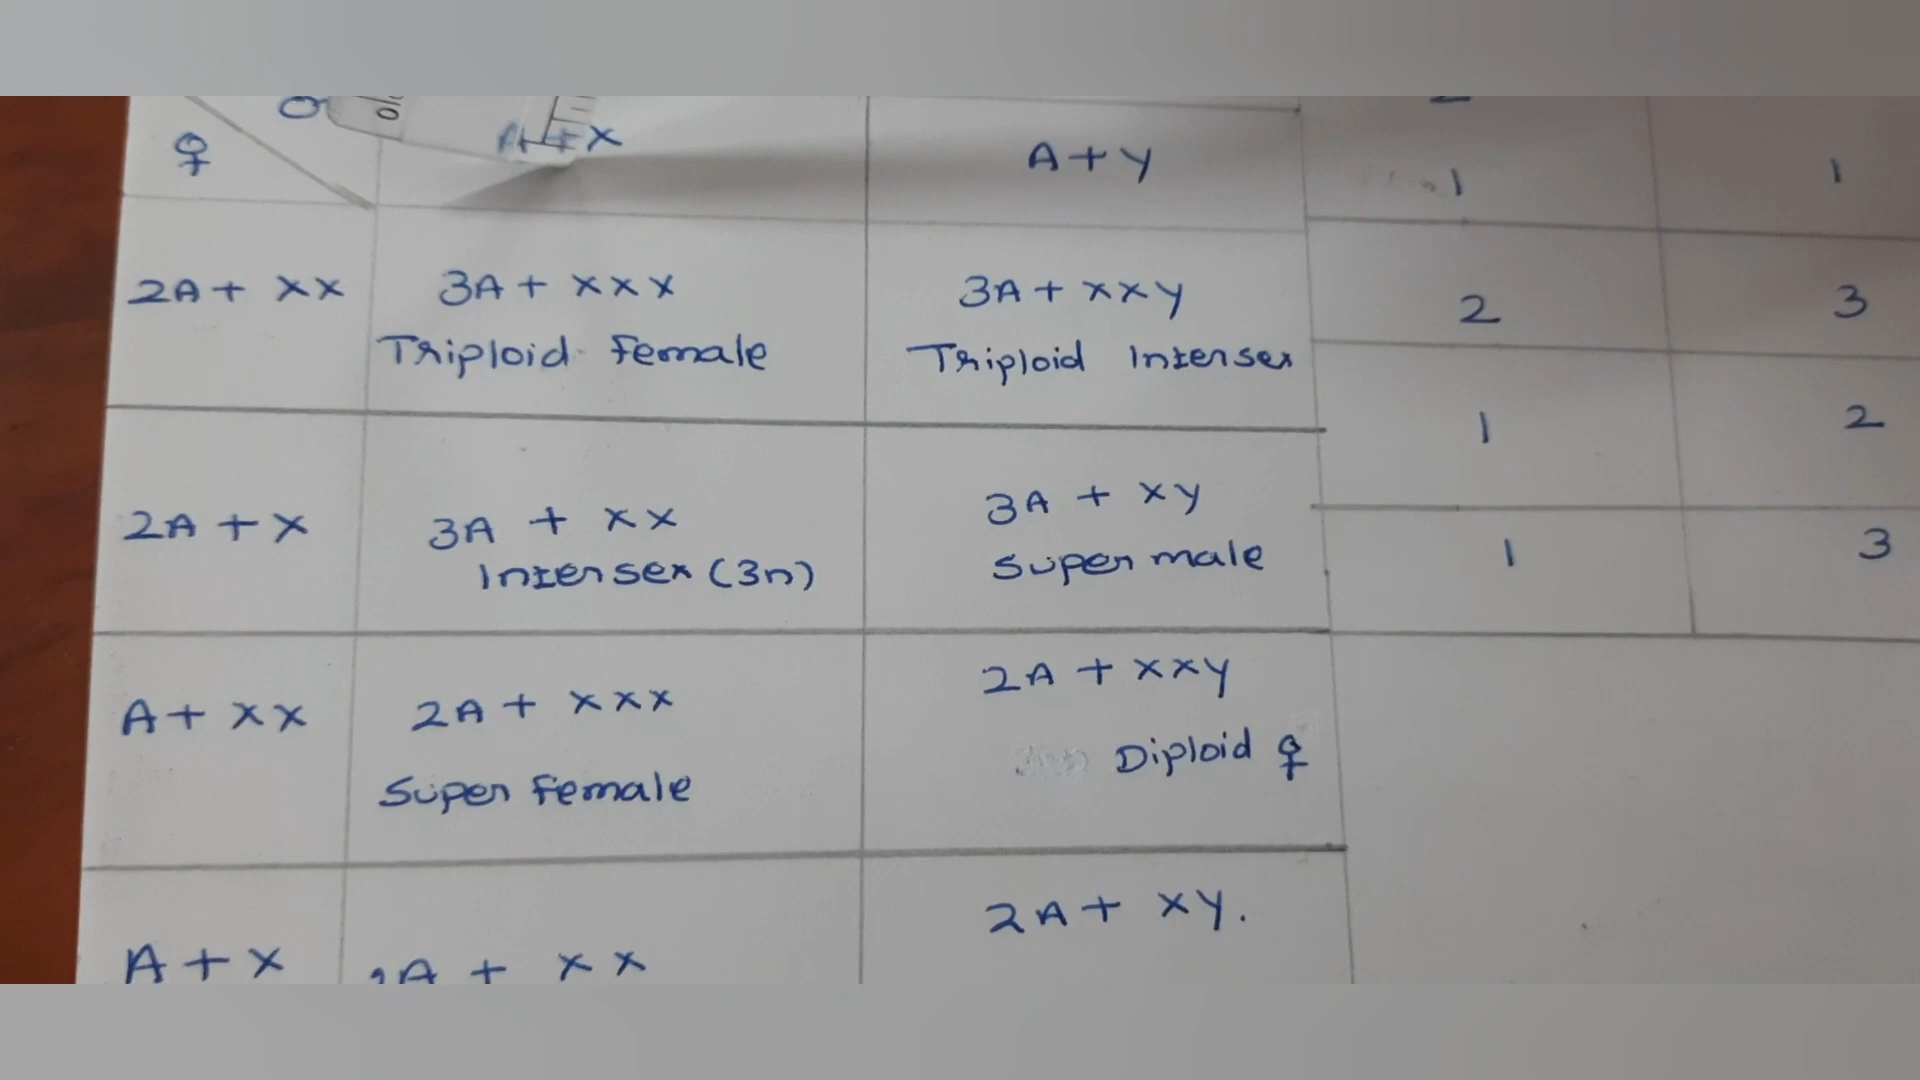 ♀ A + X A + Y 1 1
2A + XX 3A + XXX 3A + XXY 2 3
Triploid Female Triploid Intersex
1 2
2A + X 3A + XX 3A + XY
Intersex (3n) Super male 1 3
A + XX 2A + XXX 2A + XXY
Super Female Diploid ♀
A + X 2A + XX 2A + XY.